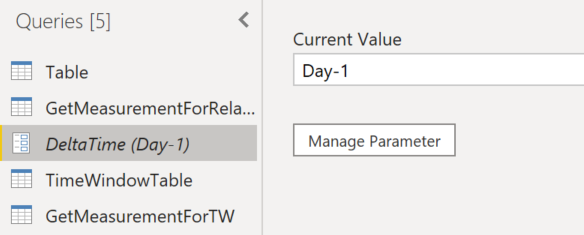 Queries [5]
Table
GetMeasurementForRela...
DeltaTime (Day-1)
TimeWindowTable
GetMeasurementForTW
Current Value
Day-1
Manage Parameter